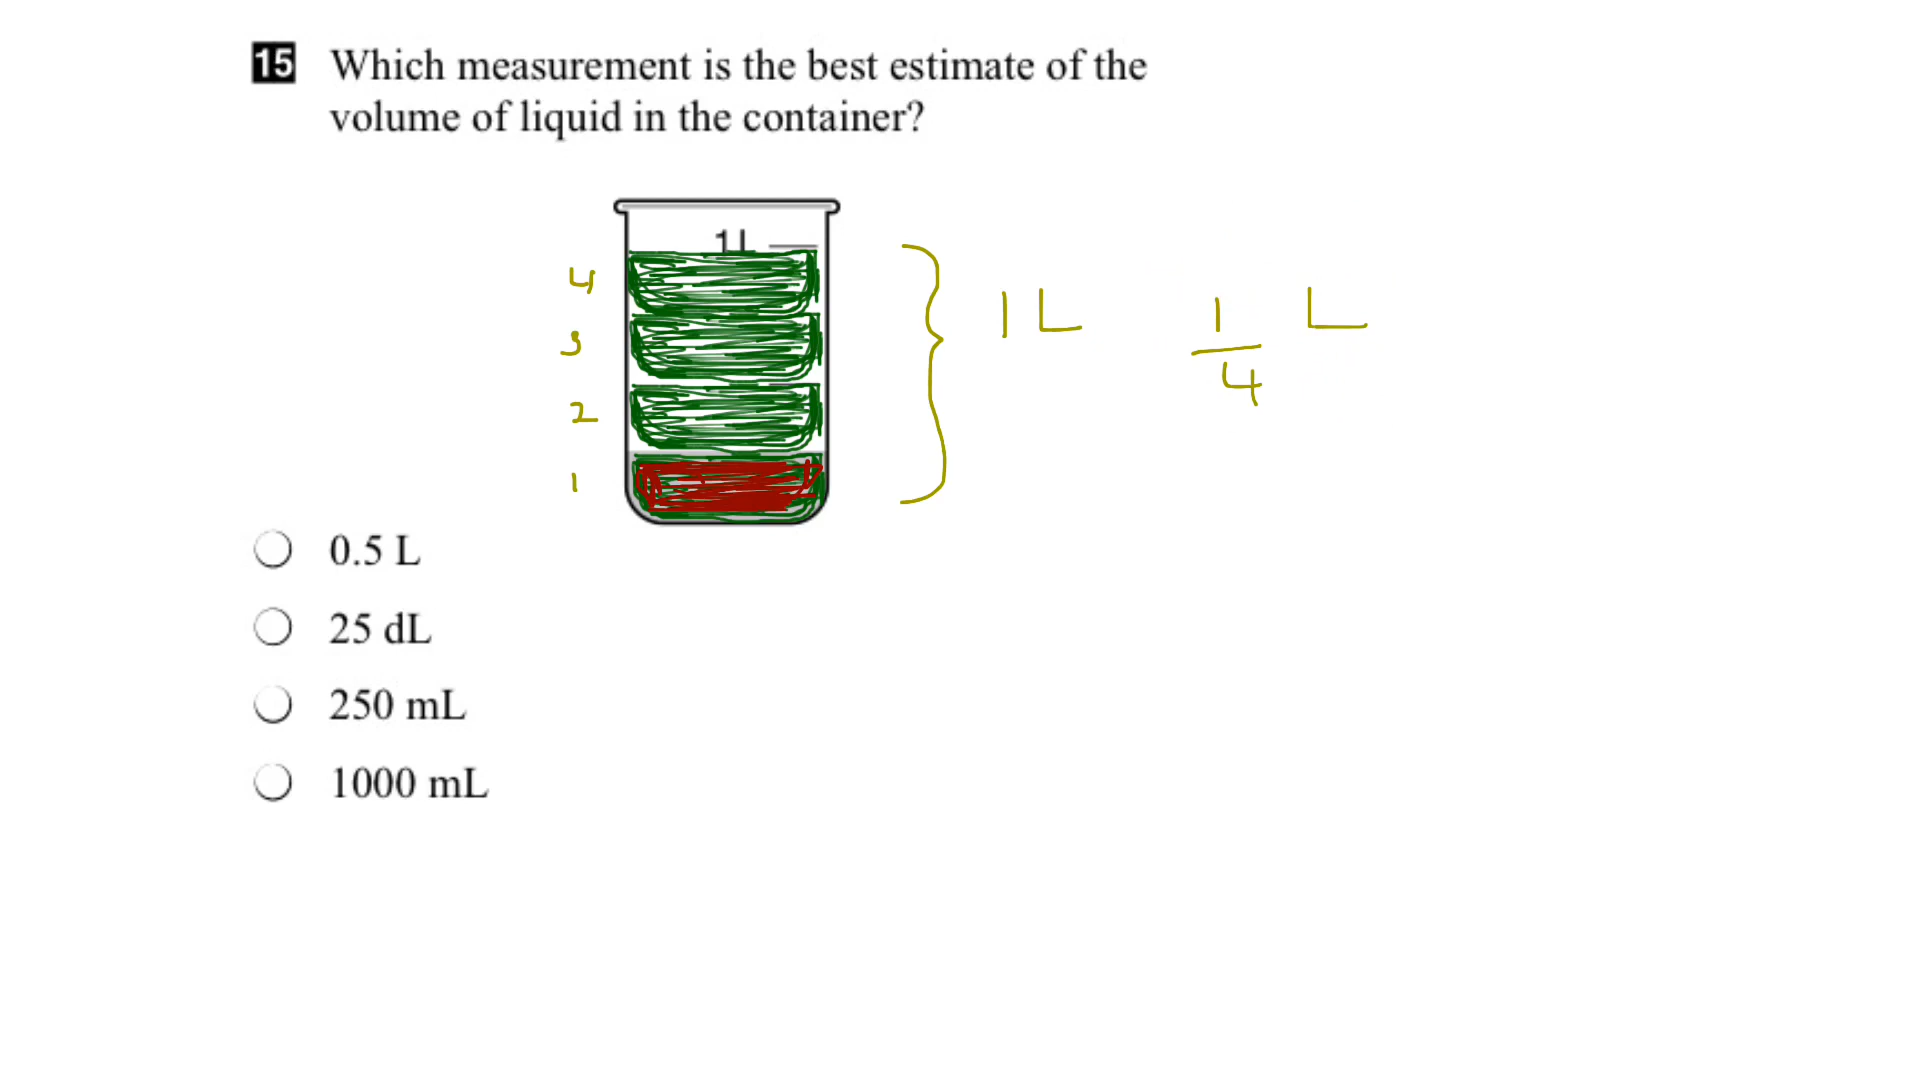 15 Which measurement is the best estimate of the
volume of liquid in the container?
1L
4
3
2
1
1 L
1
4
L
0.5 L
25 dL
250 mL
1000 mL